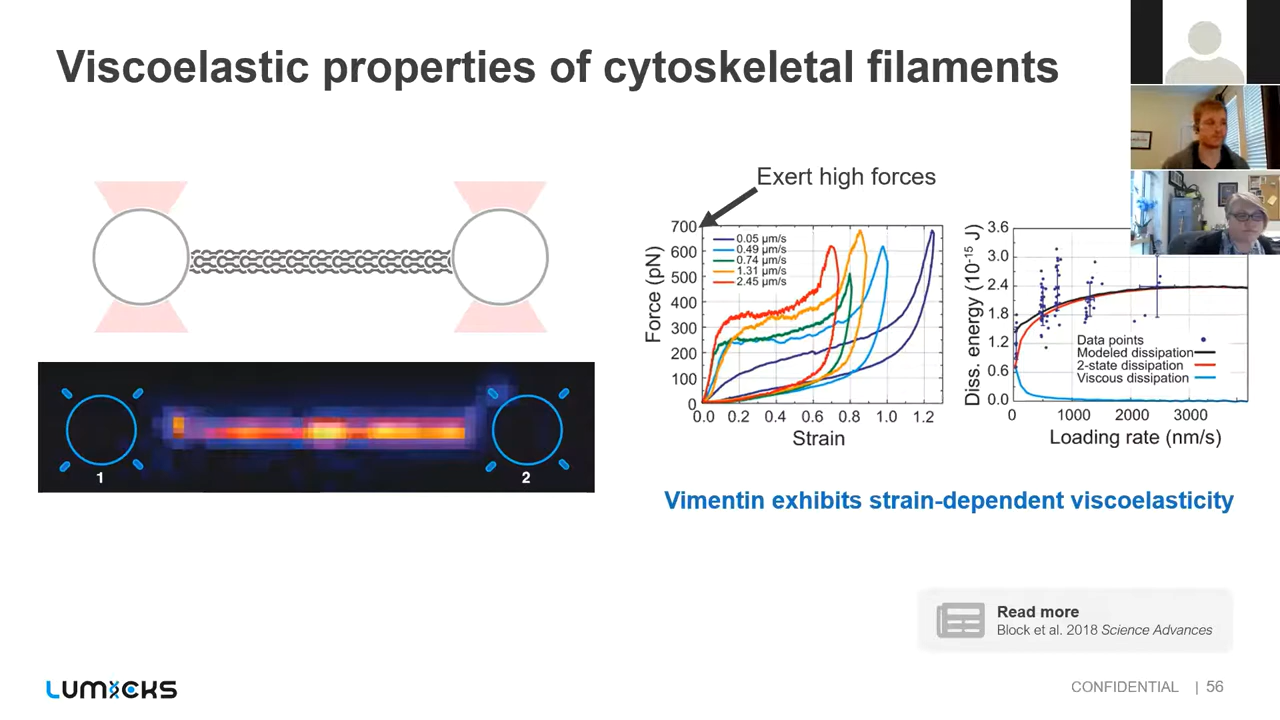 Viscoelastic properties of cytoskeletal filaments
1
2
Exert high forces
Force (pN)
700
600
500
400
300
200
100
0
0.05 µm/s
0.49 µm/s
0.74 µm/s
1.31 µm/s
2.45 µm/s
0.0 0.2 0.4 0.6 0.8 1.0 1.2
Strain
Diss. energy (10⁻¹⁵ J)
3.6
3.0
2.4
1.8
1.2
0.6
0.0
Data points
Modeled dissipation
2-state dissipation
Viscous dissipation
0 1000 2000 3000
Loading rate (nm/s)
Vimentin exhibits strain-dependent viscoelasticity
Read more
Block et al. 2018 Science Advances
LUMICKS
CONFIDENTIAL | 56